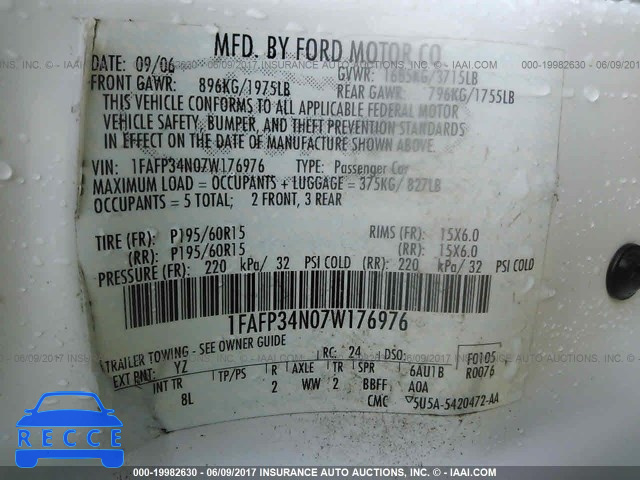 MFD. BY FORD MOTOR CO.
DATE: 09/06 GVWR: 1685KG/3715LB
FRONT GAWR: 896KG/1975LB REAR GAWR: 796KG/1755LB
THIS VEHICLE CONFORMS TO ALL APPLICABLE FEDERAL MOTOR
VEHICLE SAFETY, BUMPER, AND THEFT PREVENTION STANDARDS
IN EFFECT ON THE DATE OF MANUFACTURE SHOWN ABOVE.
VIN: 1FAFP34N07W176976 TYPE: Passenger Car
MAXIMUM LOAD = OCCUPANTS + LUGGAGE = 375KG/ 827LB
OCCUPANTS = 5 TOTAL; 2 FRONT, 3 REAR
TIRE (FR): P195/60R15 RIMS (FR): 15X6.0
(RR): P195/60R15 (RR): 15X6.0
PRESSURE (FR): 220 kPa/ 32 PSI COLD (RR): 220 kPa/ 32 PSI COLD
1FAFP34N07W176976
TRAILER TOWING - SEE OWNER GUIDE
EXT PNT: YZ RC: 24 DSO: F0105
INT TR TP/PS R AXLE TR SPR 6AU1B R0076
8L 2 WW 2 BBFF A0A
CMC 5U5A-5420472-AA
RECCE
000-19982630 - 06/09/2017 INSURANCE AUTO AUCTIONS, INC. - © IAAI.COM